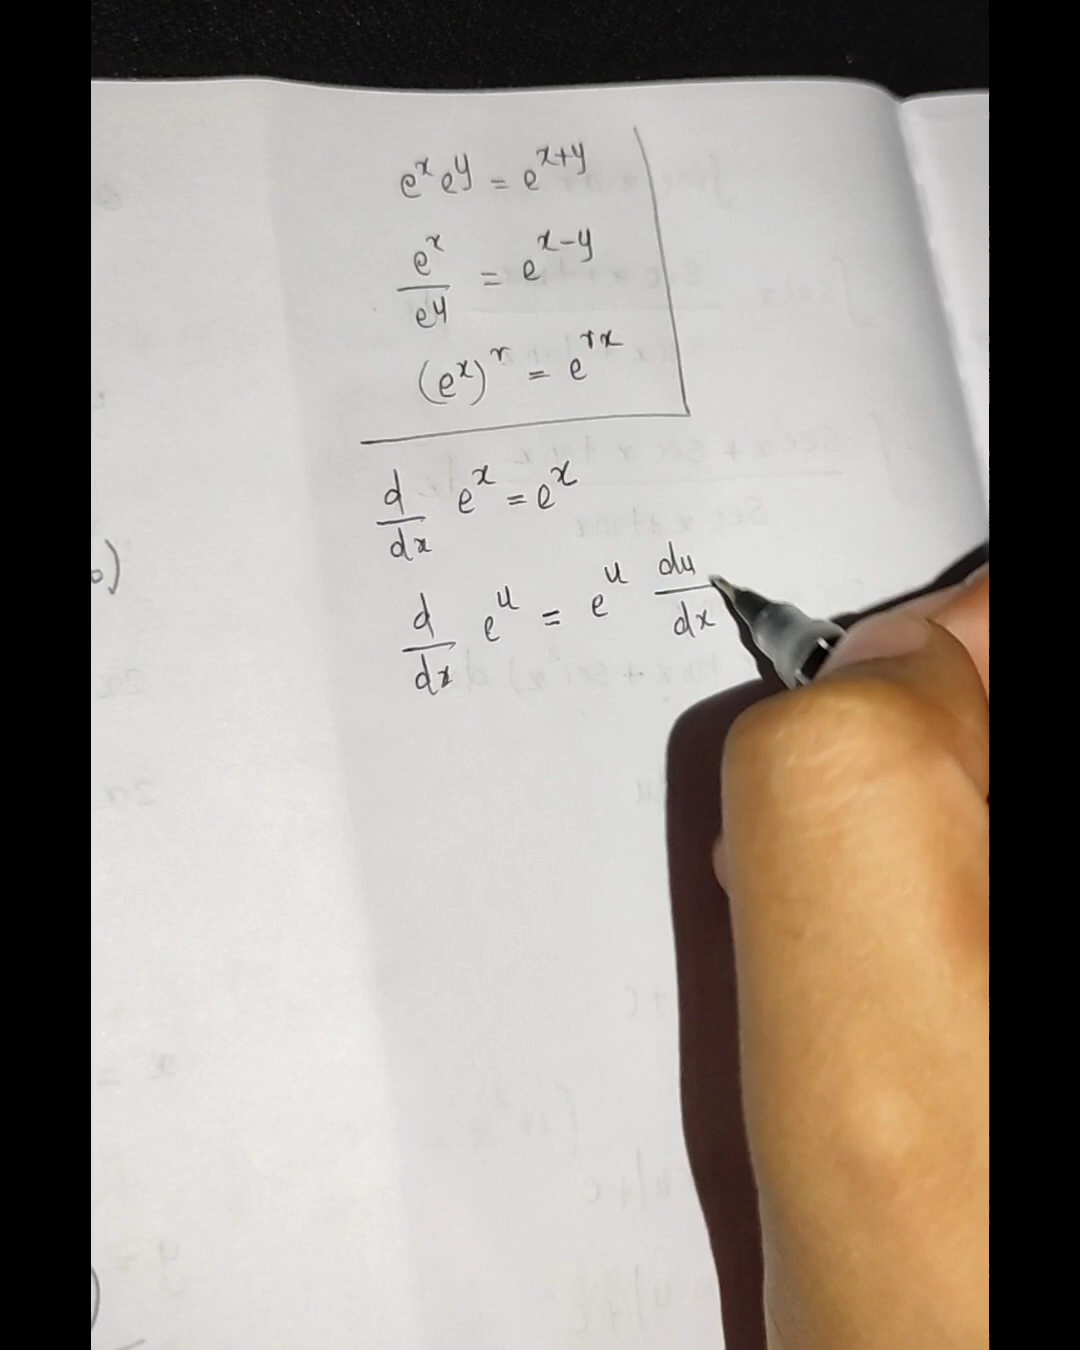 e^x e^y = e^{x+y}
e^x / e^y = e^{x-y}
(e^x)^r = e^{rx}
d/dx e^x = e^x
d/dx e^u = e^u du/dx